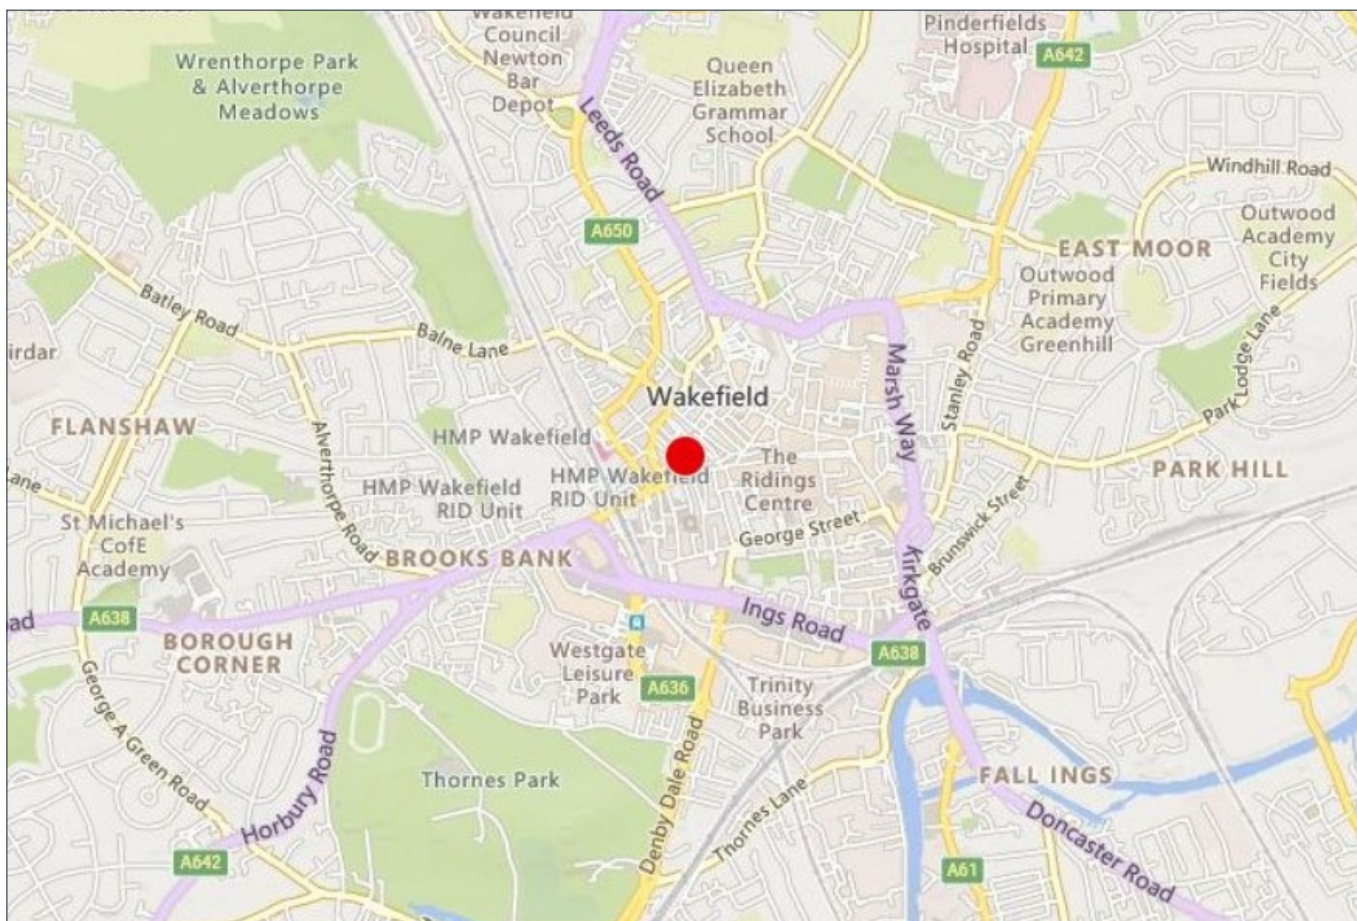 Wakefield
Council
Newton
Bar
Depot
Pinderfields
Hospital
A642
Wrenthorpe Park
& Alverthorpe
Meadows
Queen
Elizabeth
Grammar
School
Leeds Road
Windhill Road
A650
EAST MOOR
Outwood
Academy
City
Fields
Outwood
Primary
Academy
Greenhill
Batley Road
Balne Lane
Marsh Way
Stanley Road
Park Lodge Lane
irdar
Wakefield
FLANSHAW
Alverthorpe Road
HMP Wakefield
HMP Wakefield
RID Unit
HMP Wakefield
RID Unit
The
Ridings
Centre
PARK HILL
Lane
St Michael's
CofE
Academy
George Street
Brunswick Street
BROOKS BANK
Kirkgate
ad
A638
Ings Road
BOROUGH
CORNER
Westgate
Leisure
Park
A638
A636
Trinity
Business
Park
George A Green Road
Horbury Road
Thornes Park
Denby Dale Road
Thornes Lane
FALL INGS
Doncaster Road
A642
A61